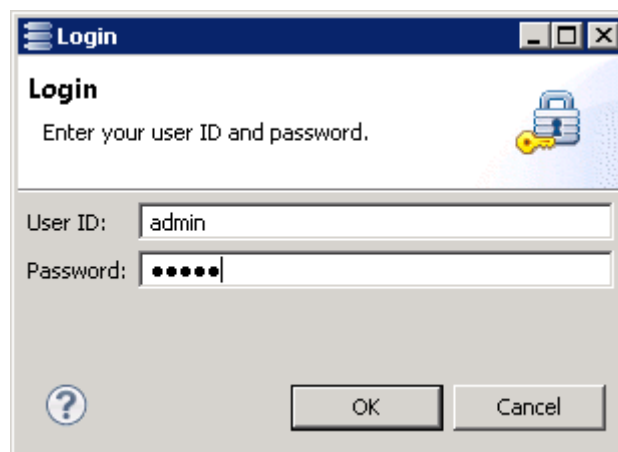 Login
Login
Enter your user ID and password.
User ID: admin
Password: •••••
?
OK Cancel